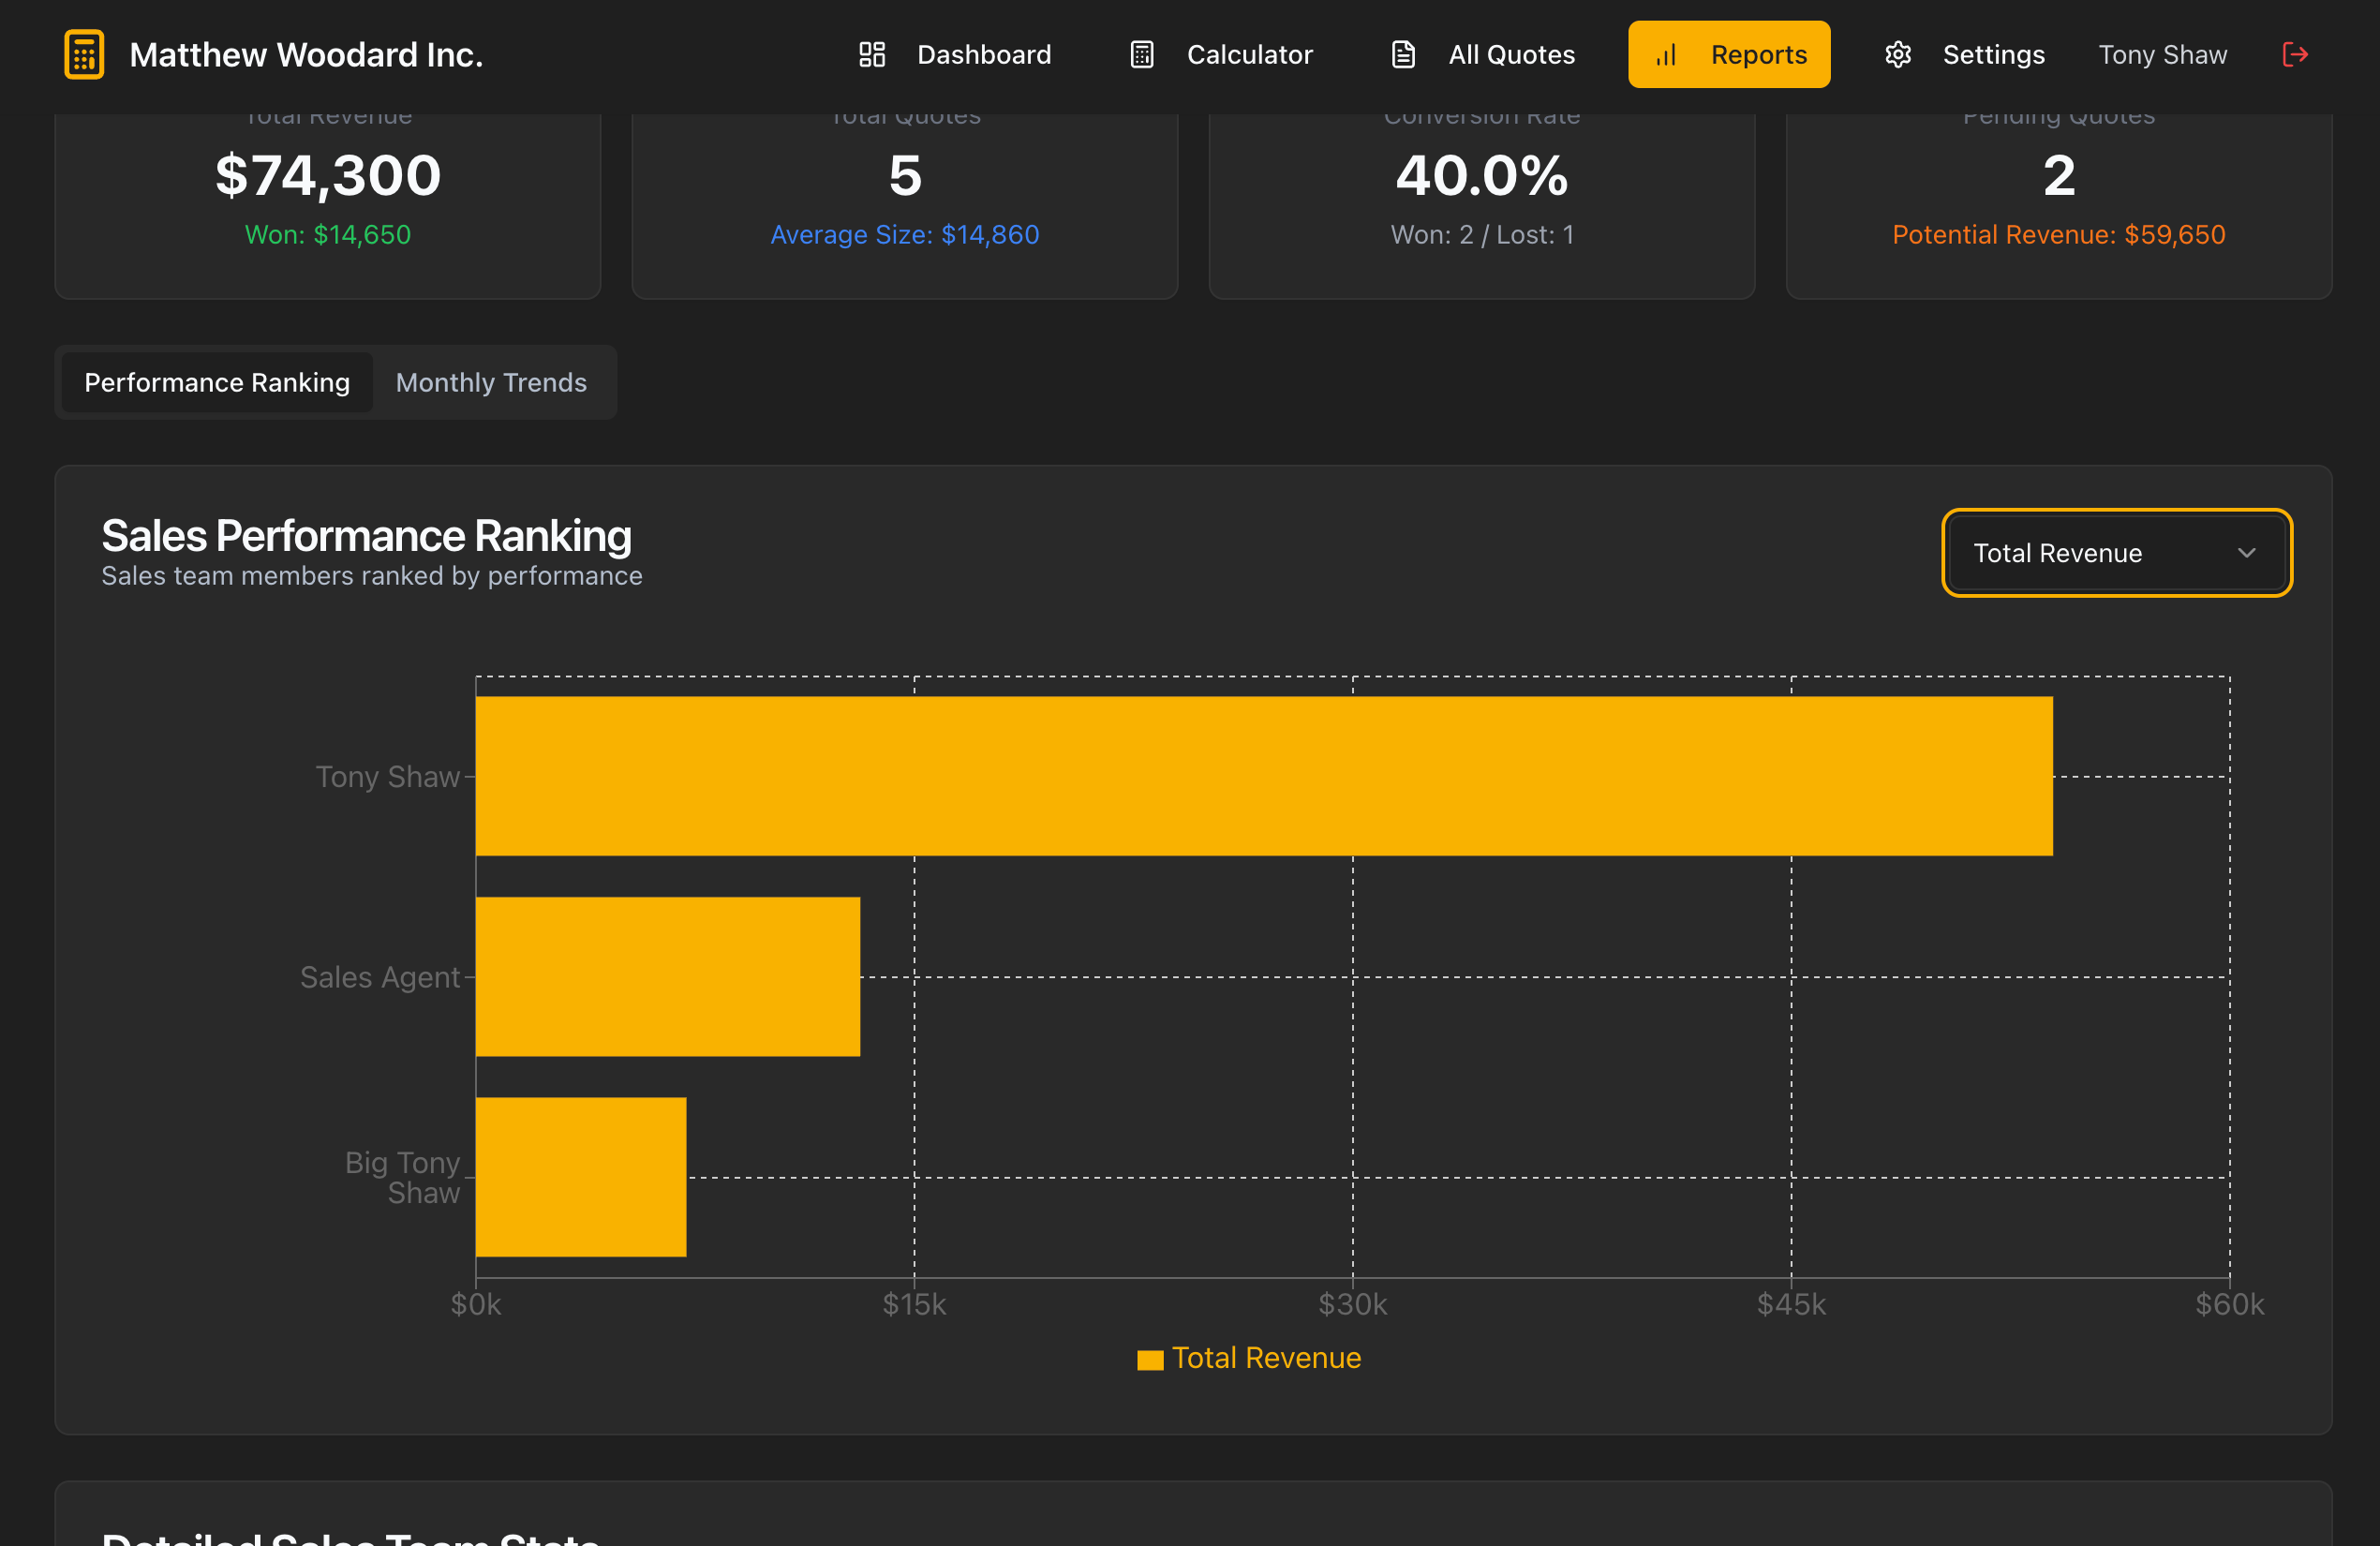 Matthew Woodard Inc.
Dashboard
Calculator
All Quotes
Reports
Settings
Tony Shaw
Total Revenue
$74,300
Won: $14,650
Total Quotes
5
Average Size: $14,860
Conversion Rate
40.0%
Won: 2 / Lost: 1
Pending Quotes
2
Potential Revenue: $59,650
Performance Ranking
Monthly Trends
Sales Performance Ranking
Sales team members ranked by performance
Total Revenue
Tony Shaw
Sales Agent
Big Tony
Shaw
$0k
$15k
$30k
$45k
$60k
Total Revenue
Detailed Sales Team Stats